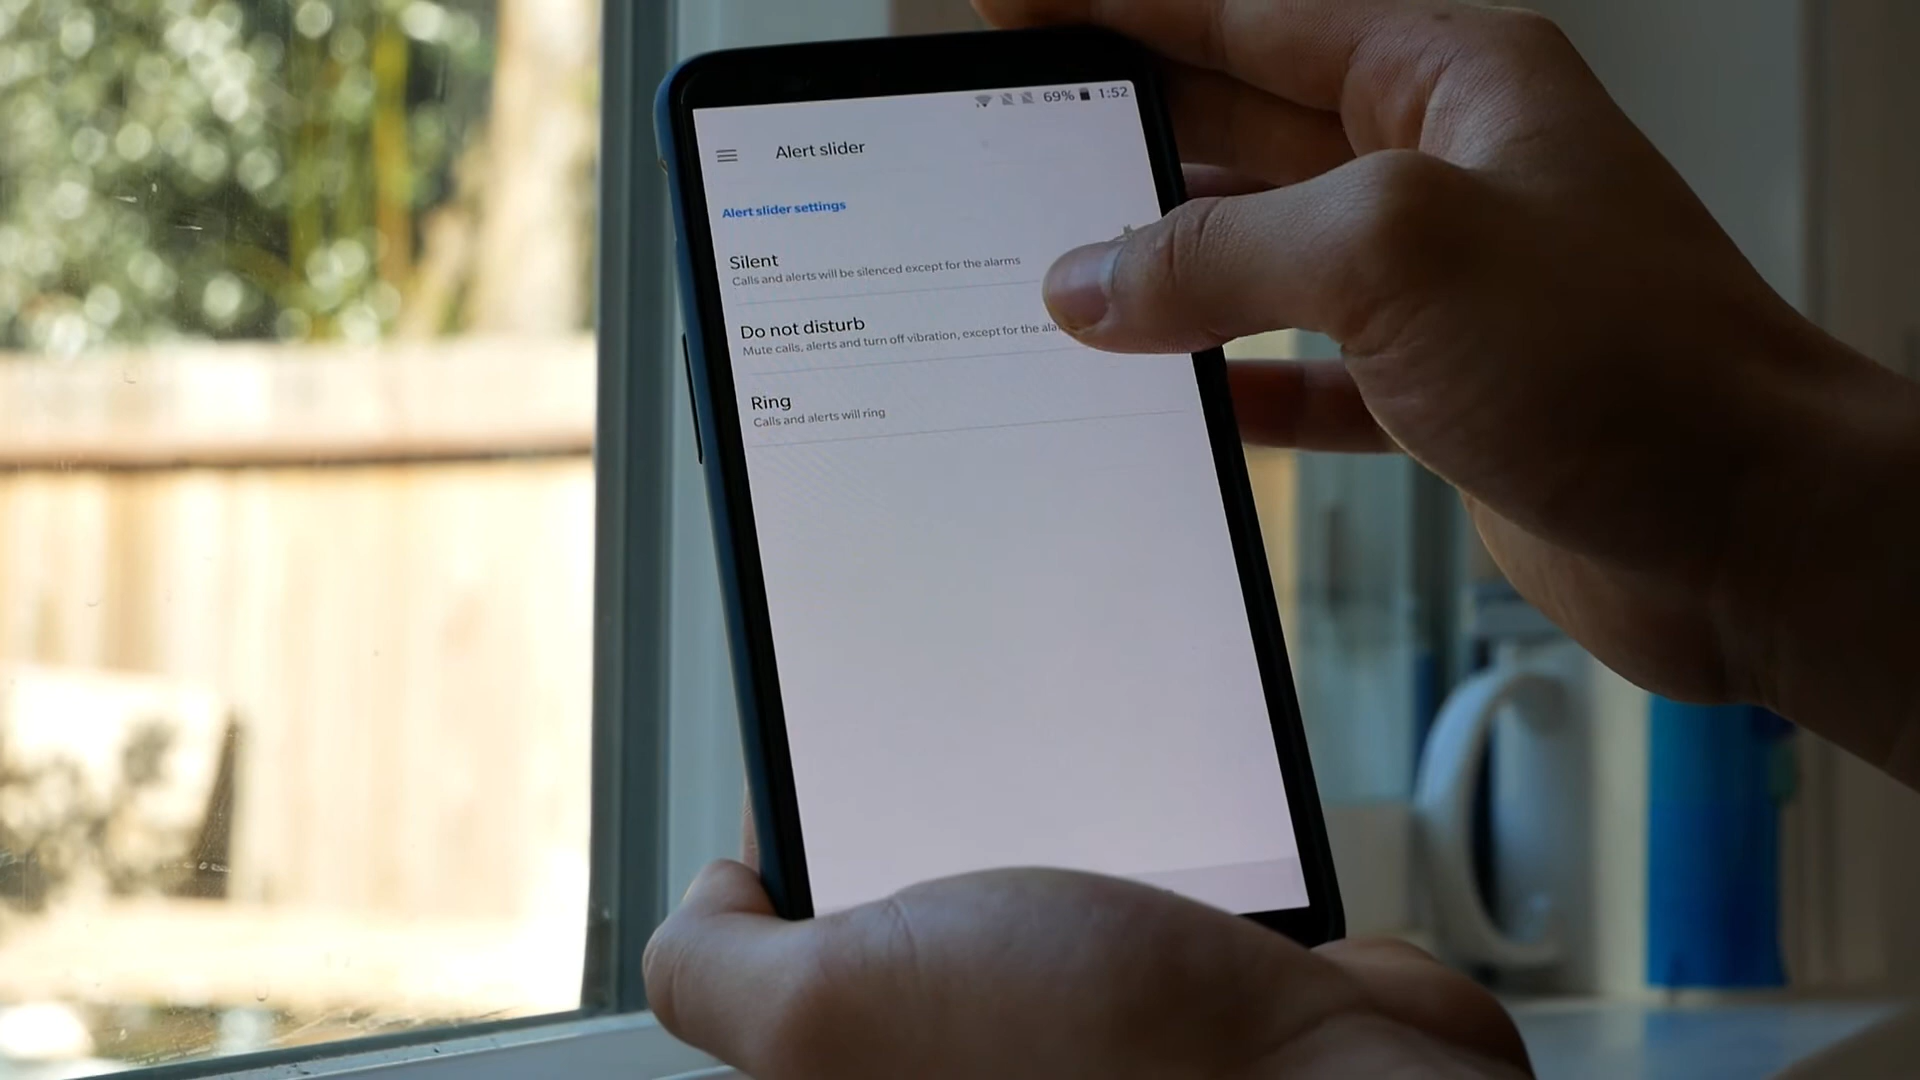 69% 1:52
Alert slider
Alert slider settings
Silent
Calls and alerts will be silenced except for the alarms
Do not disturb
Mute calls, alerts and turn off vibration, except for the
Ring
Calls and alerts will ring